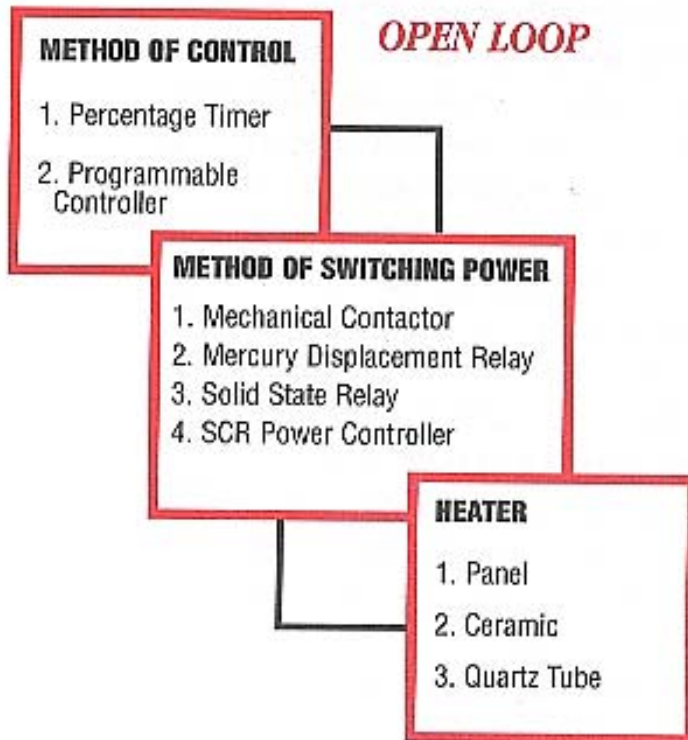 OPEN LOOP
METHOD OF CONTROL
1. Percentage Timer
2. Programmable
Controller
METHOD OF SWITCHING POWER
1. Mechanical Contactor
2. Mercury Displacement Relay
3. Solid State Relay
4. SCR Power Controller
HEATER
1. Panel
2. Ceramic
3. Quartz Tube